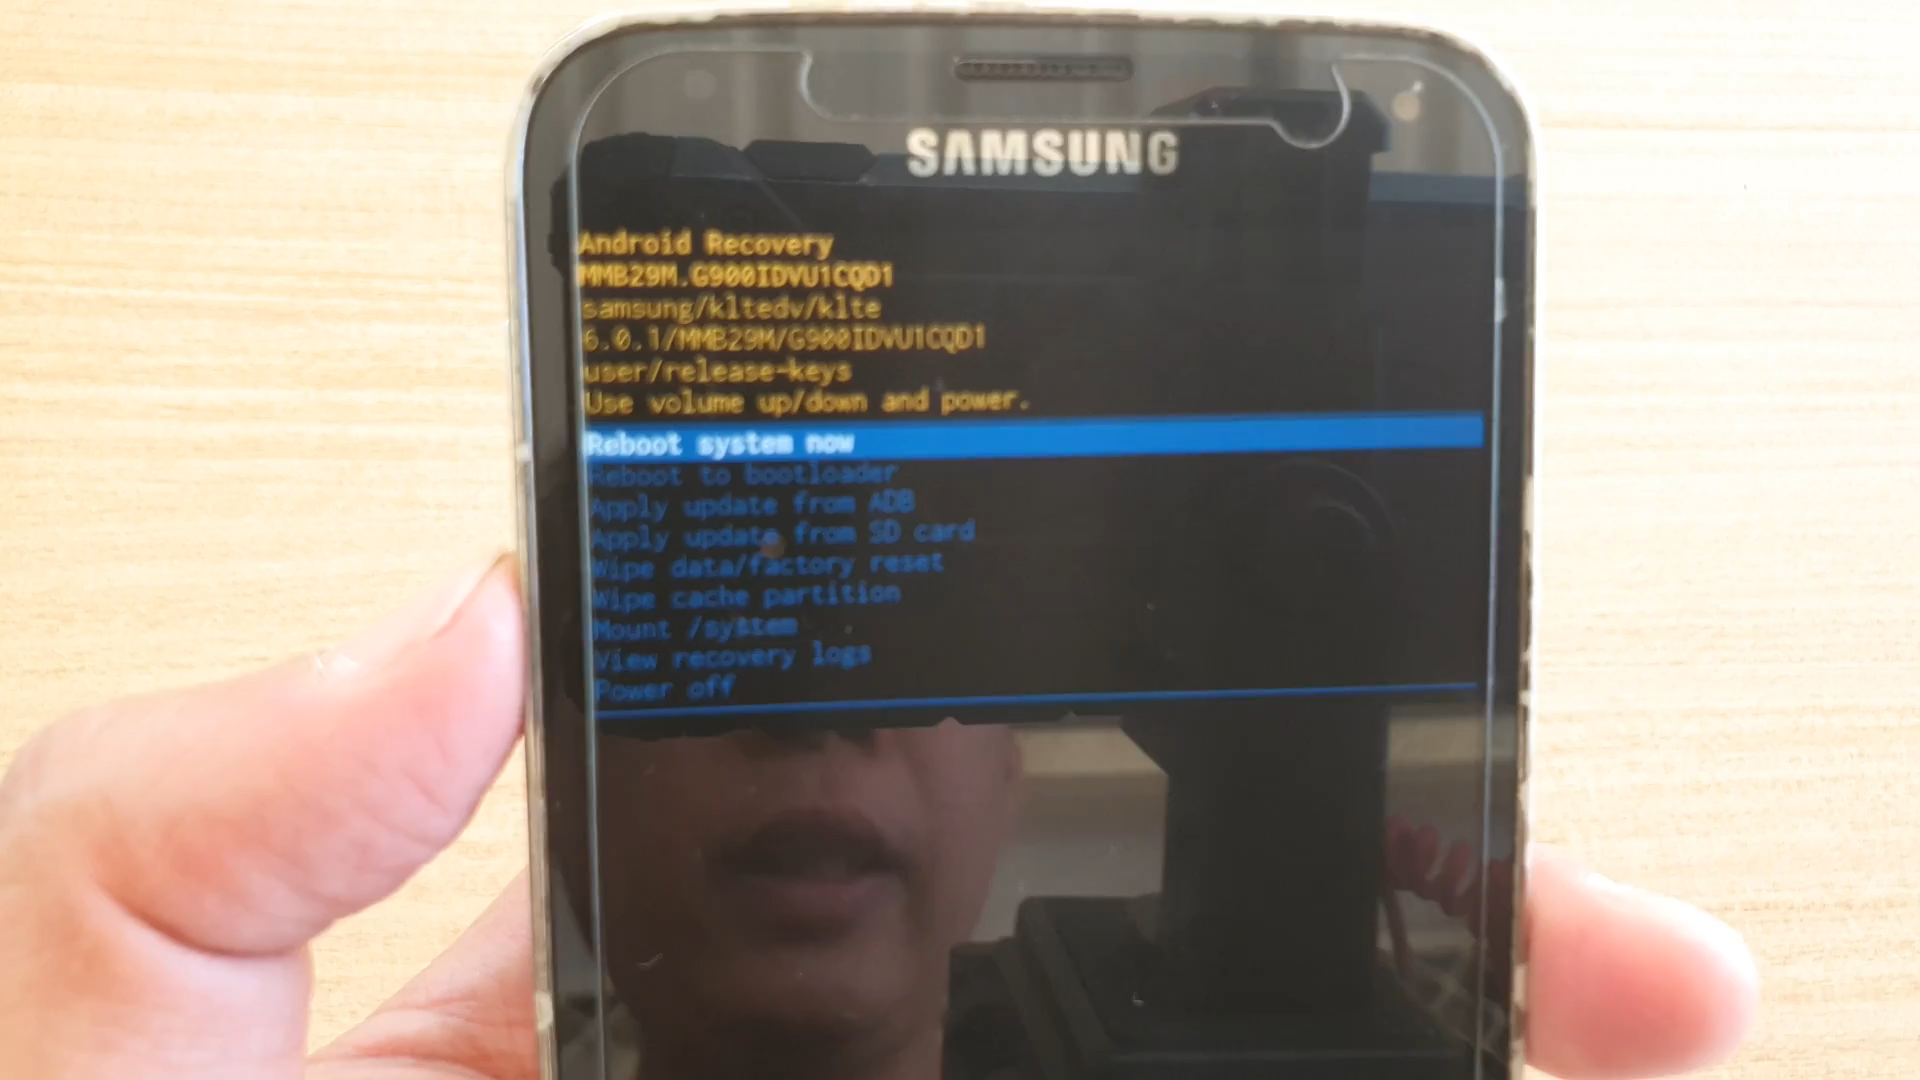 SAMSUNG
Android Recovery
MMB29M.G900IDVU1CQD1
samsung/kltedv/klte
6.0.1/MMB29M/G900IDVU1CQD1
user/release-keys
Use volume up/down and power.
Reboot system now
Reboot to bootloader
Apply update from ADB
Apply update from SD card
Wipe data/factory reset
Wipe cache partition
Mount /system
View recovery logs
Power off